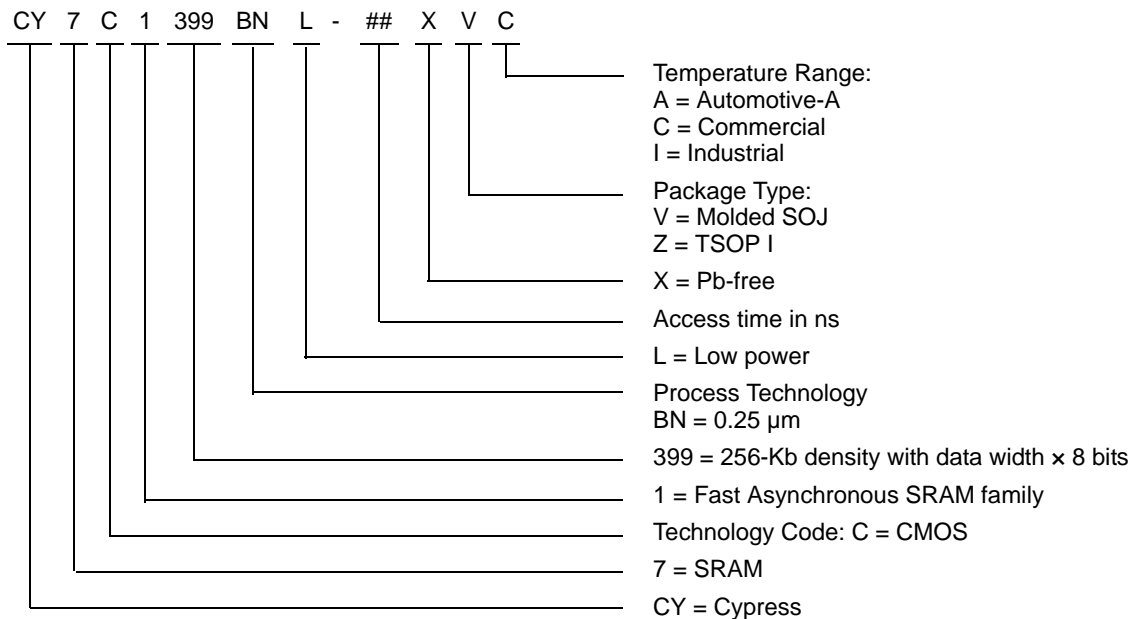 CY 7 C 1 399 BN L - ## X V C
Temperature Range:
A = Automotive-A
C = Commercial
I = Industrial
Package Type:
V = Molded SOJ
Z = TSOP I
X = Pb-free
Access time in ns
L = Low power
Process Technology
BN = 0.25 µm
399 = 256-Kb density with data width × 8 bits
1 = Fast Asynchronous SRAM family
Technology Code: C = CMOS
7 = SRAM
CY = Cypress